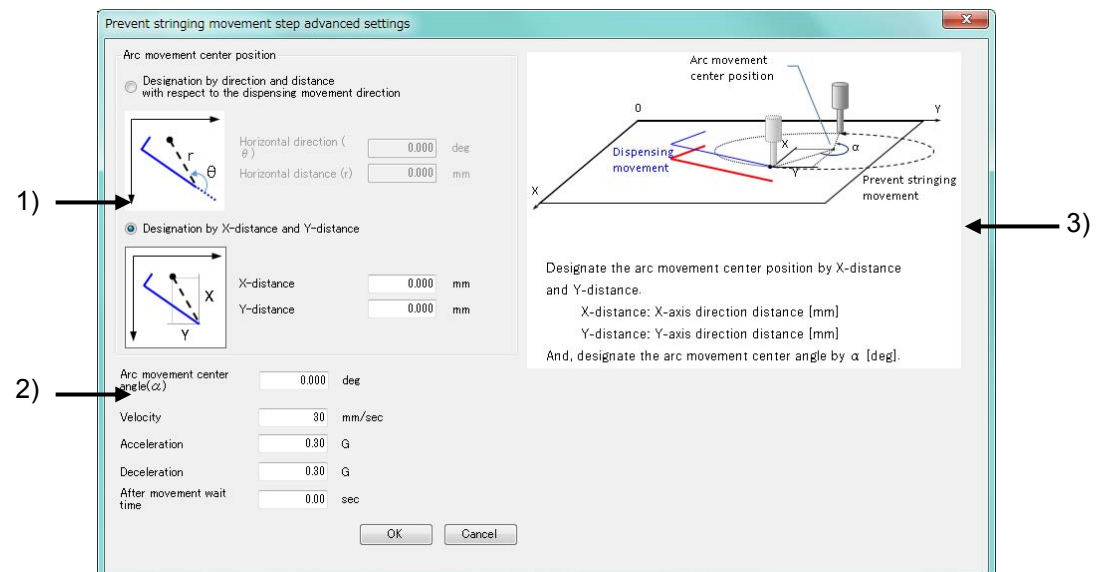 Prevent stringing movement step advanced settings
x
Arc movement center position
Designation by direction and distance
with respect to the dispensing movement direction
r
θ
Horizontal direction (
θ)
0.000 deg
Horizontal distance (r)
0.000 mm
1)
Designation by X-distance and Y-distance
X
Y
X-distance
0.000 mm
Y-distance
0.000 mm
2)
Arc movement center
angle(α)
0.000 deg
Velocity
30 mm/sec
Acceleration
0.30 G
Deceleration
0.30 G
After movement wait
time
0.00 sec
OK
Cancel
Arc movement
center position
0
Y
X
α
Dispensing
movement
Y
Prevent stringing
movement
X
3)
Designate the arc movement center position by X-distance
and Y-distance.
X-distance: X-axis direction distance [mm]
Y-distance: Y-axis direction distance [mm]
And, designate the arc movement center angle by α [deg].